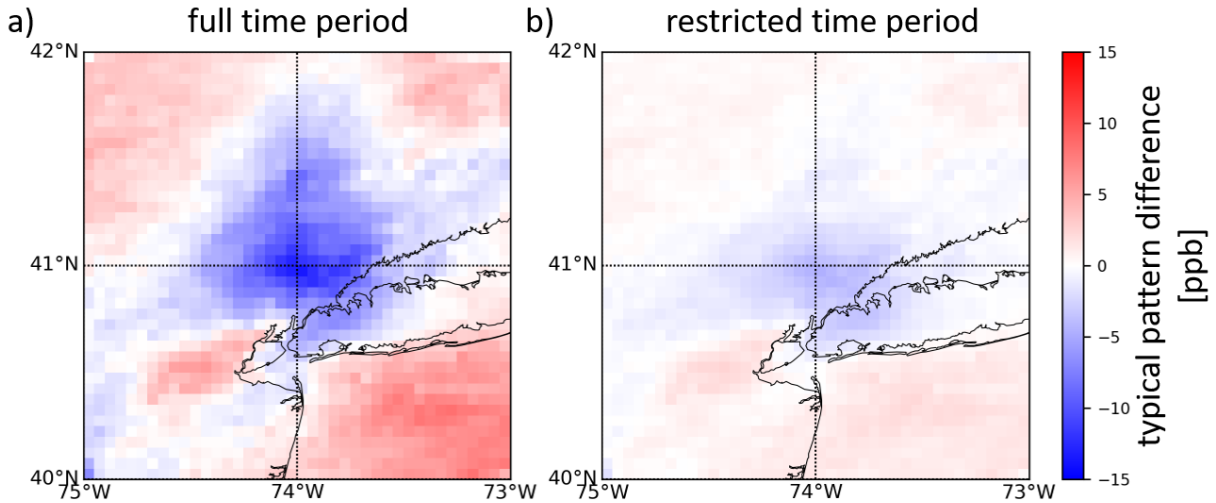 a) full time period
b) restricted time period
42°N
41°N
40°N
75°W 74°W 73°W
42°N
41°N
40°N
75°W 74°W 73°W
15
10
5
0
−5
−10
−15
typical pattern difference
[ppb]